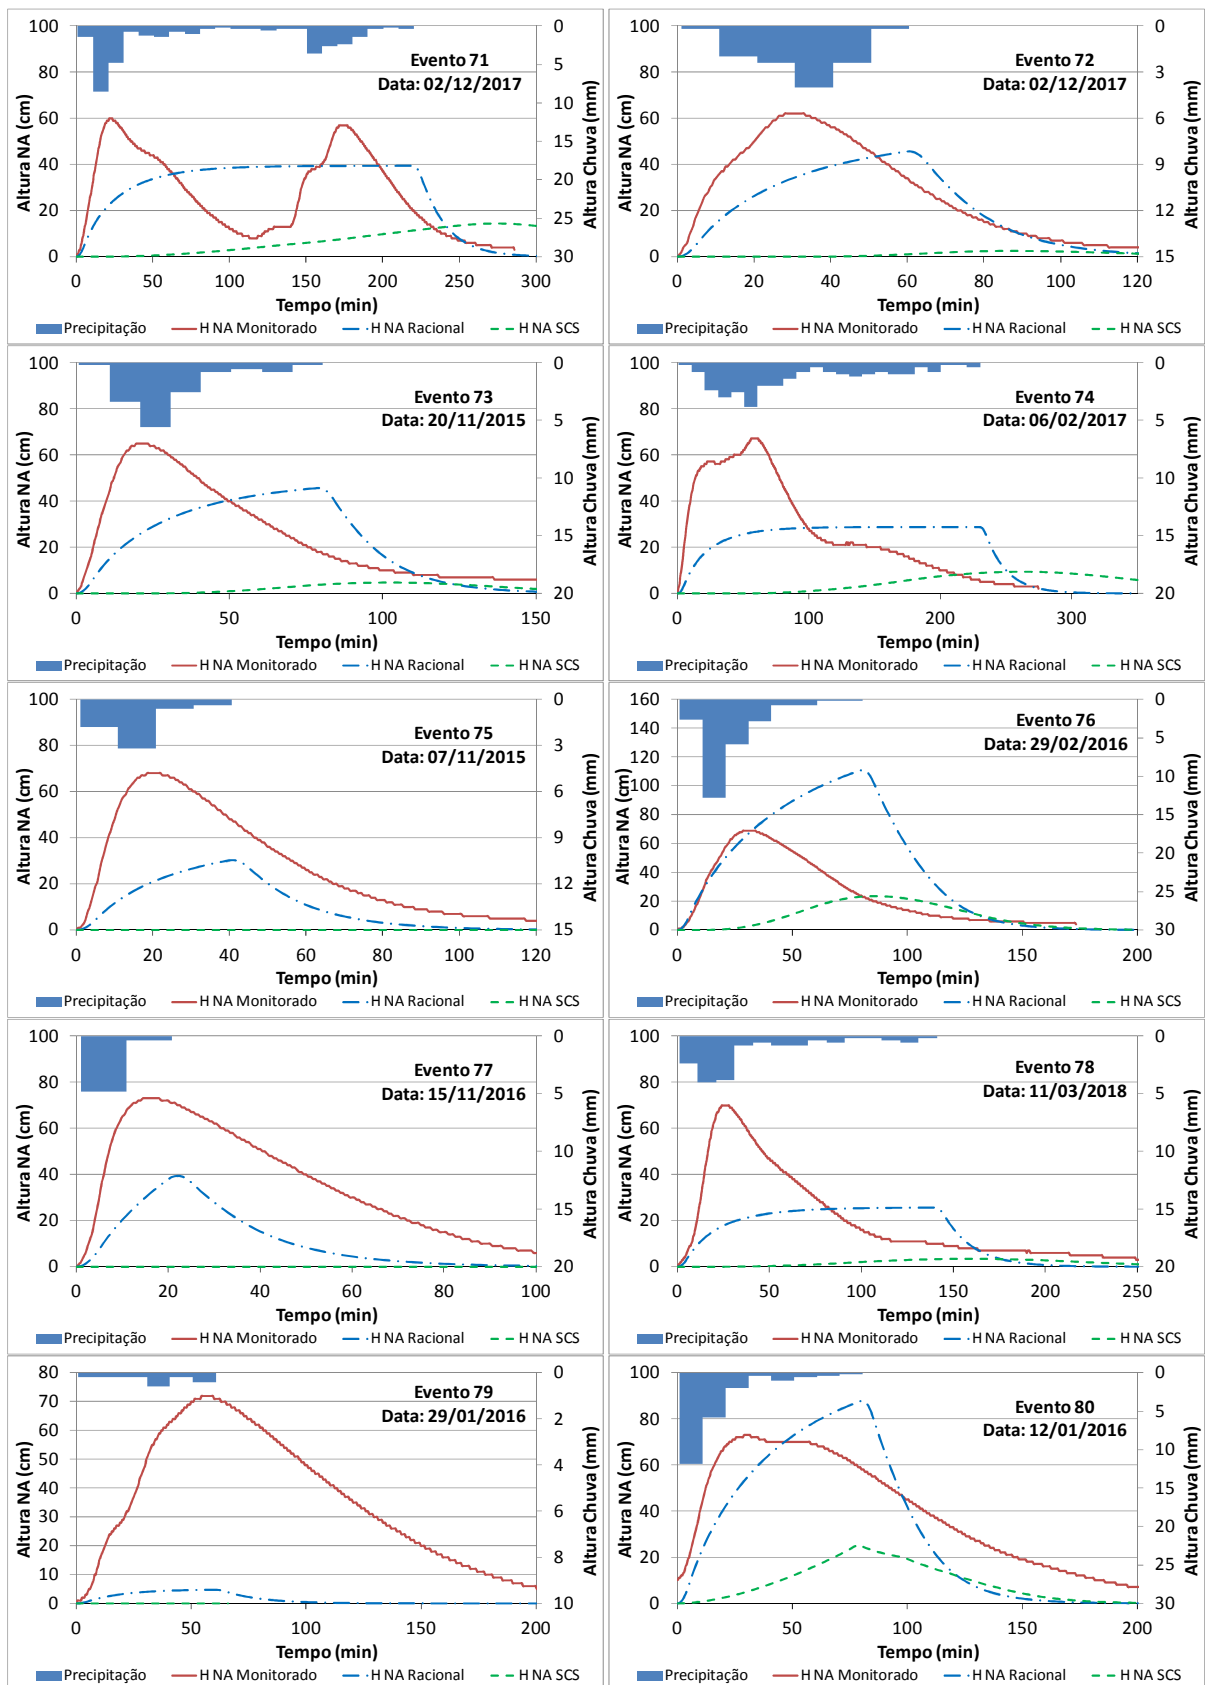 Evento 71
Data: 02/12/2017
Altura NA (cm)
100
80
60
40
20
0
0
5
10
15
20
25
30
Altura Chuva (mm)
0 50 100 150 200 250 300
Tempo (min)
Precipitação H NA Monitorado H NA Racional H NA SCS
Evento 72
Data: 02/12/2017
Altura NA (cm)
100
80
60
40
20
0
0
3
6
9
12
15
Altura Chuva (mm)
0 20 40 60 80 100 120
Tempo (min)
Precipitação H NA Monitorado H NA Racional H NA SCS
Evento 73
Data: 20/11/2015
Altura NA (cm)
100
80
60
40
20
0
0
5
10
15
20
Altura Chuva (mm)
0 50 100 150
Tempo (min)
Precipitação H NA Monitorado H NA Racional H NA SCS
Evento 74
Data: 06/02/2017
Altura NA (cm)
100
80
60
40
20
0
0
5
10
15
20
Altura Chuva (mm)
0 100 200 300
Tempo (min)
Precipitação H NA Monitorado H NA Racional H NA SCS
Evento 75
Data: 07/11/2015
Altura NA (cm)
100
80
60
40
20
0
0
3
6
9
12
15
Altura Chuva (mm)
0 20 40 60 80 100 120
Tempo (min)
Precipitação H NA Monitorado H NA Racional H NA SCS
Evento 76
Data: 29/02/2016
Altura NA (cm)
160
140
120
100
80
60
40
20
0
0
5
10
15
20
25
30
Altura Chuva (mm)
0 50 100 150 200
Tempo (min)
Precipitação H NA Monitorado H NA Racional H NA SCS
Evento 77
Data: 15/11/2016
Altura NA (cm)
100
80
60
40
20
0
0
5
10
15
20
Altura Chuva (mm)
0 20 40 60 80 100
Tempo (min)
Precipitação H NA Monitorado H NA Racional H NA SCS
Evento 78
Data: 11/03/2018
Altura NA (cm)
100
80
60
40
20
0
0
5
10
15
20
Altura Chuva (mm)
0 50 100 150 200 250
Tempo (min)
Precipitação H NA Monitorado H NA Racional H NA SCS
Evento 79
Data: 29/01/2016
Altura NA (cm)
80
70
60
50
40
30
20
10
0
0
2
4
6
8
10
Altura Chuva (mm)
0 50 100 150 200
Tempo (min)
Precipitação H NA Monitorado H NA Racional H NA SCS
Evento 80
Data: 12/01/2016
Altura NA (cm)
100
80
60
40
20
0
0
5
10
15
20
25
30
Altura Chuva (mm)
0 50 100 150 200
Tempo (min)
Precipitação H NA Monitorado H NA Racional H NA SCS